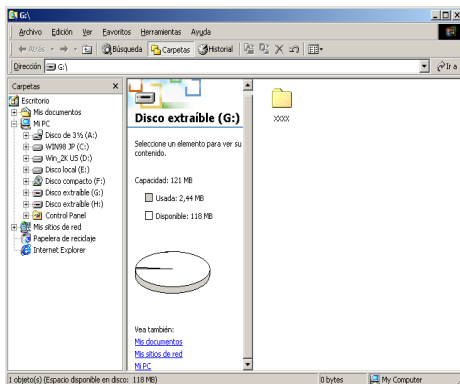 G:\
Archivo Edición Ver Favoritos Herramientas Ayuda
Atrás Búsqueda Carpetas Historial
Dirección G:\ Ir a
Carpetas X
Escritorio
Mis documentos
Mi PC
Disco de 3½ (A:)
WIN98 JP (C:)
Win_2K US (D:)
Disco local (E:)
Disco compacto (F:)
Disco extraíble (G:)
Disco extraíble (H:)
Control Panel
Mis sitios de red
Papelera de reciclaje
Internet Explorer
Disco extraíble (G:)
Seleccione un elemento para ver su
contenido.
Capacidad: 121 MB
Usada: 2,44 MB
Disponible: 118 MB
Vea también:
Mis documentos
Mis sitios de red
Mi PC
xxxx
1 objeto(s) (Espacio disponible en disco: 118 MB) 0 bytes My Computer